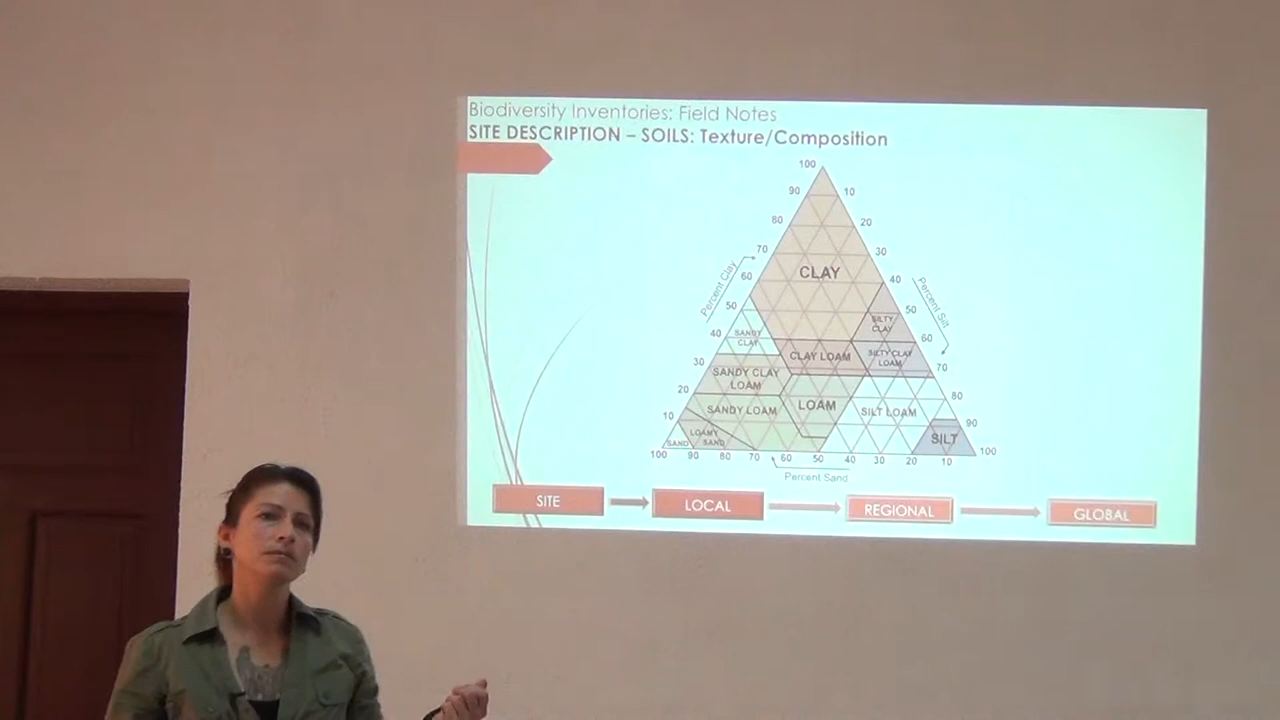 Biodiversity Inventories: Field Notes
SITE DESCRIPTION – SOILS: Texture/Composition
100
90
10
80
20
70
30
CLAY
60
40
Percent Clay
Percent Silt
50
50
SILTY
CLAY
40
SANDY
CLAY
60
CLAY LOAM
SILTY CLAY
LOAM
30
70
SANDY CLAY
LOAM
20
80
SANDY LOAM
LOAM
SILT LOAM
10
90
LOAMY
SAND
SAND
SILT
100
100
90
80
70
60
50
40
30
20
10
Percent Sand
SITE
LOCAL
REGIONAL
GLOBAL